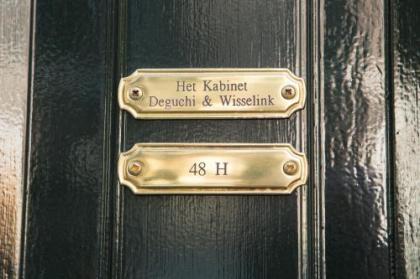 Het Kabinet
Deguchi & Wisselink
48 H